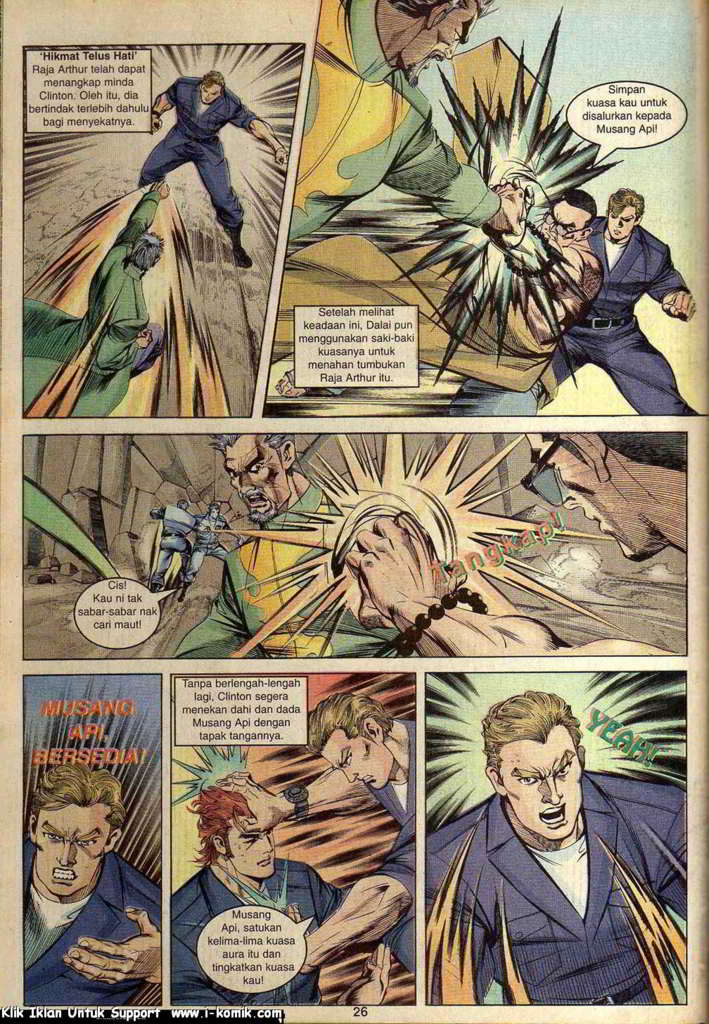 'Hikmat Telus Hati'
Raja Arthur telah dapat
menangkap minda
Clinton. Oleh itu, dia
bertindak terlebih dahulu
bagi menyekatnya.
Simpan
kuasa kau untuk
disalurkan kepada
Musang Api!
Setelah melihat
keadaan ini, Dalai pun
menggunakan saki-baki
kuasanya untuk
menahan tumbukan
Raja Arthur itu.
Cis!
Kau ni tak
sabar-sabar nak
cari maut!
Tangkap!
MUSANG
API,
BERSEDIA!
Tanpa berlengah-lengah
lagi, Clinton segera
menekan dahi dan dada
Musang Api dengan
tapak tangannya.
Musang
Api, satukan
kelima-lima kuasa
aura itu dan
tingkatkan kuasa
kau!
YEAH!
26
Klik Iklan Untuk Support www.i-komik.com